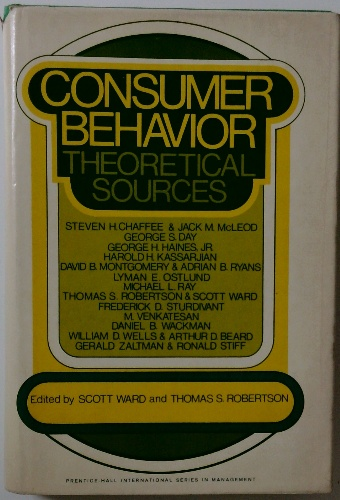 CONSUMER
BEHAVIOR
THEORETICAL
SOURCES
STEVEN H. CHAFFEE & JACK M. McLEOD
GEORGE S. DAY
GEORGE H. HAINES, JR.
HAROLD H. KASSARJIAN
DAVID B. MONTGOMERY & ADRIAN B. RYANS
LYMAN E. OSTLUND
MICHAEL L. RAY
THOMAS S. ROBERTSON & SCOTT WARD
FREDERICK D. STURDIVANT
M. VENKATESAN
DANIEL B. WACKMAN
WILLIAM D. WELLS & ARTHUR D. BEARD
GERALD ZALTMAN & RONALD STIFF
Edited by SCOTT WARD and THOMAS S. ROBERTSON
PRENTICE-HALL INTERNATIONAL SERIES IN MANAGEMENT